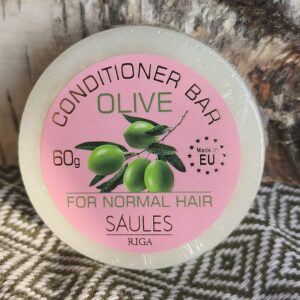 CONDITIONER BAR
OLIVE
60g
Made in
EU
FOR NORMAL HAIR
SAULES
RIGA